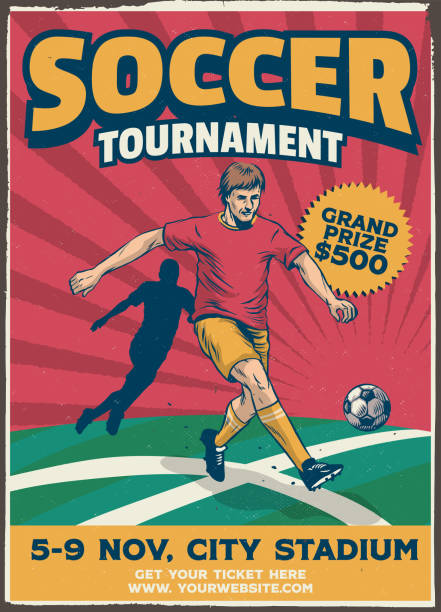 SOCCER
TOURNAMENT
GRAND
PRIZE
$500
5-9 NOV, CITY STADIUM
GET YOUR TICKET HERE
WWW. YOURWEBSITE.COM